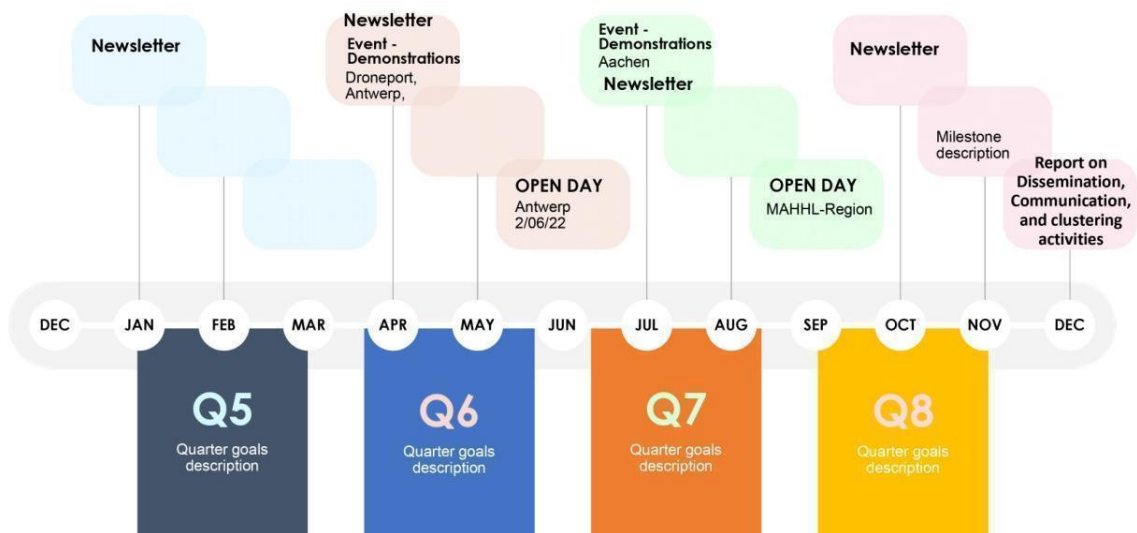 Newsletter
Newsletter
Event -
Demonstrations
Droneport,
Antwerp,
OPEN DAY
Antwerp
2/06/22
Event -
Demonstrations
Aachen
Newsletter
OPEN DAY
MAHHL-Region
Newsletter
Milestone
description
Report on
Dissemination,
Communication,
and clustering
activities
DEC JAN FEB MAR APR MAY JUN JUL AUG SEP OCT NOV DEC
Q5
Quarter goals
description
Q6
Quarter goals
description
Q7
Quarter goals
description
Q8
Quarter goals
description